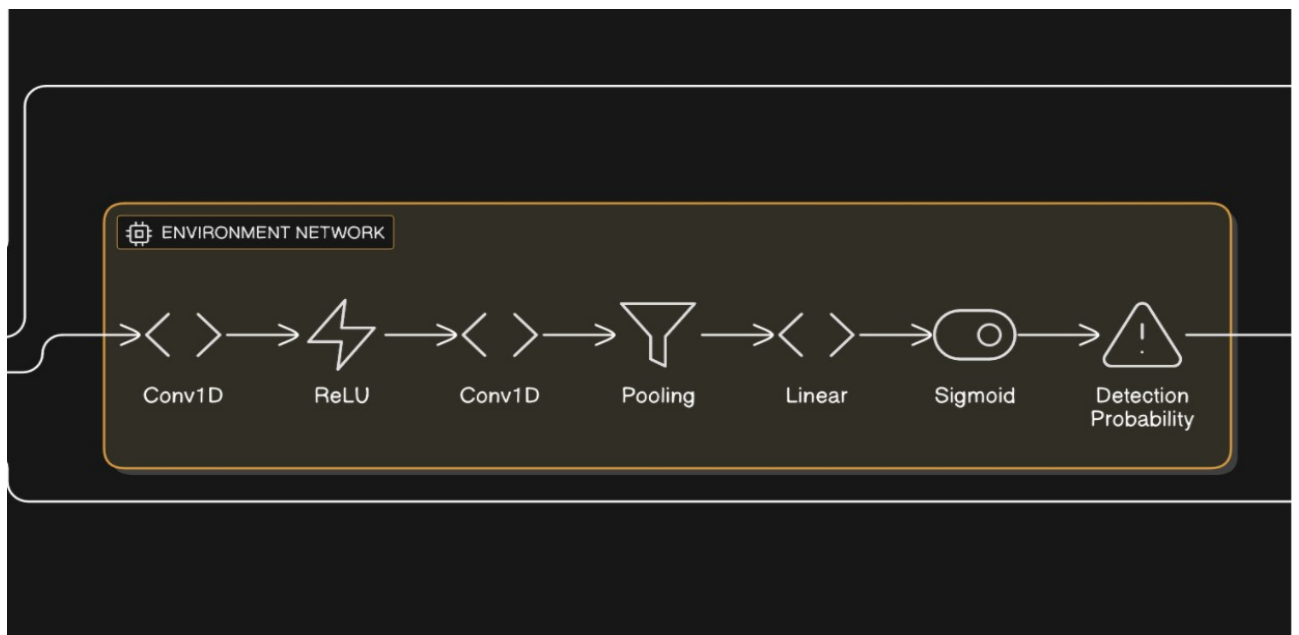 ENVIRONMENT NETWORK
Conv1D
ReLU
Conv1D
Pooling
Linear
Sigmoid
Detection
Probability